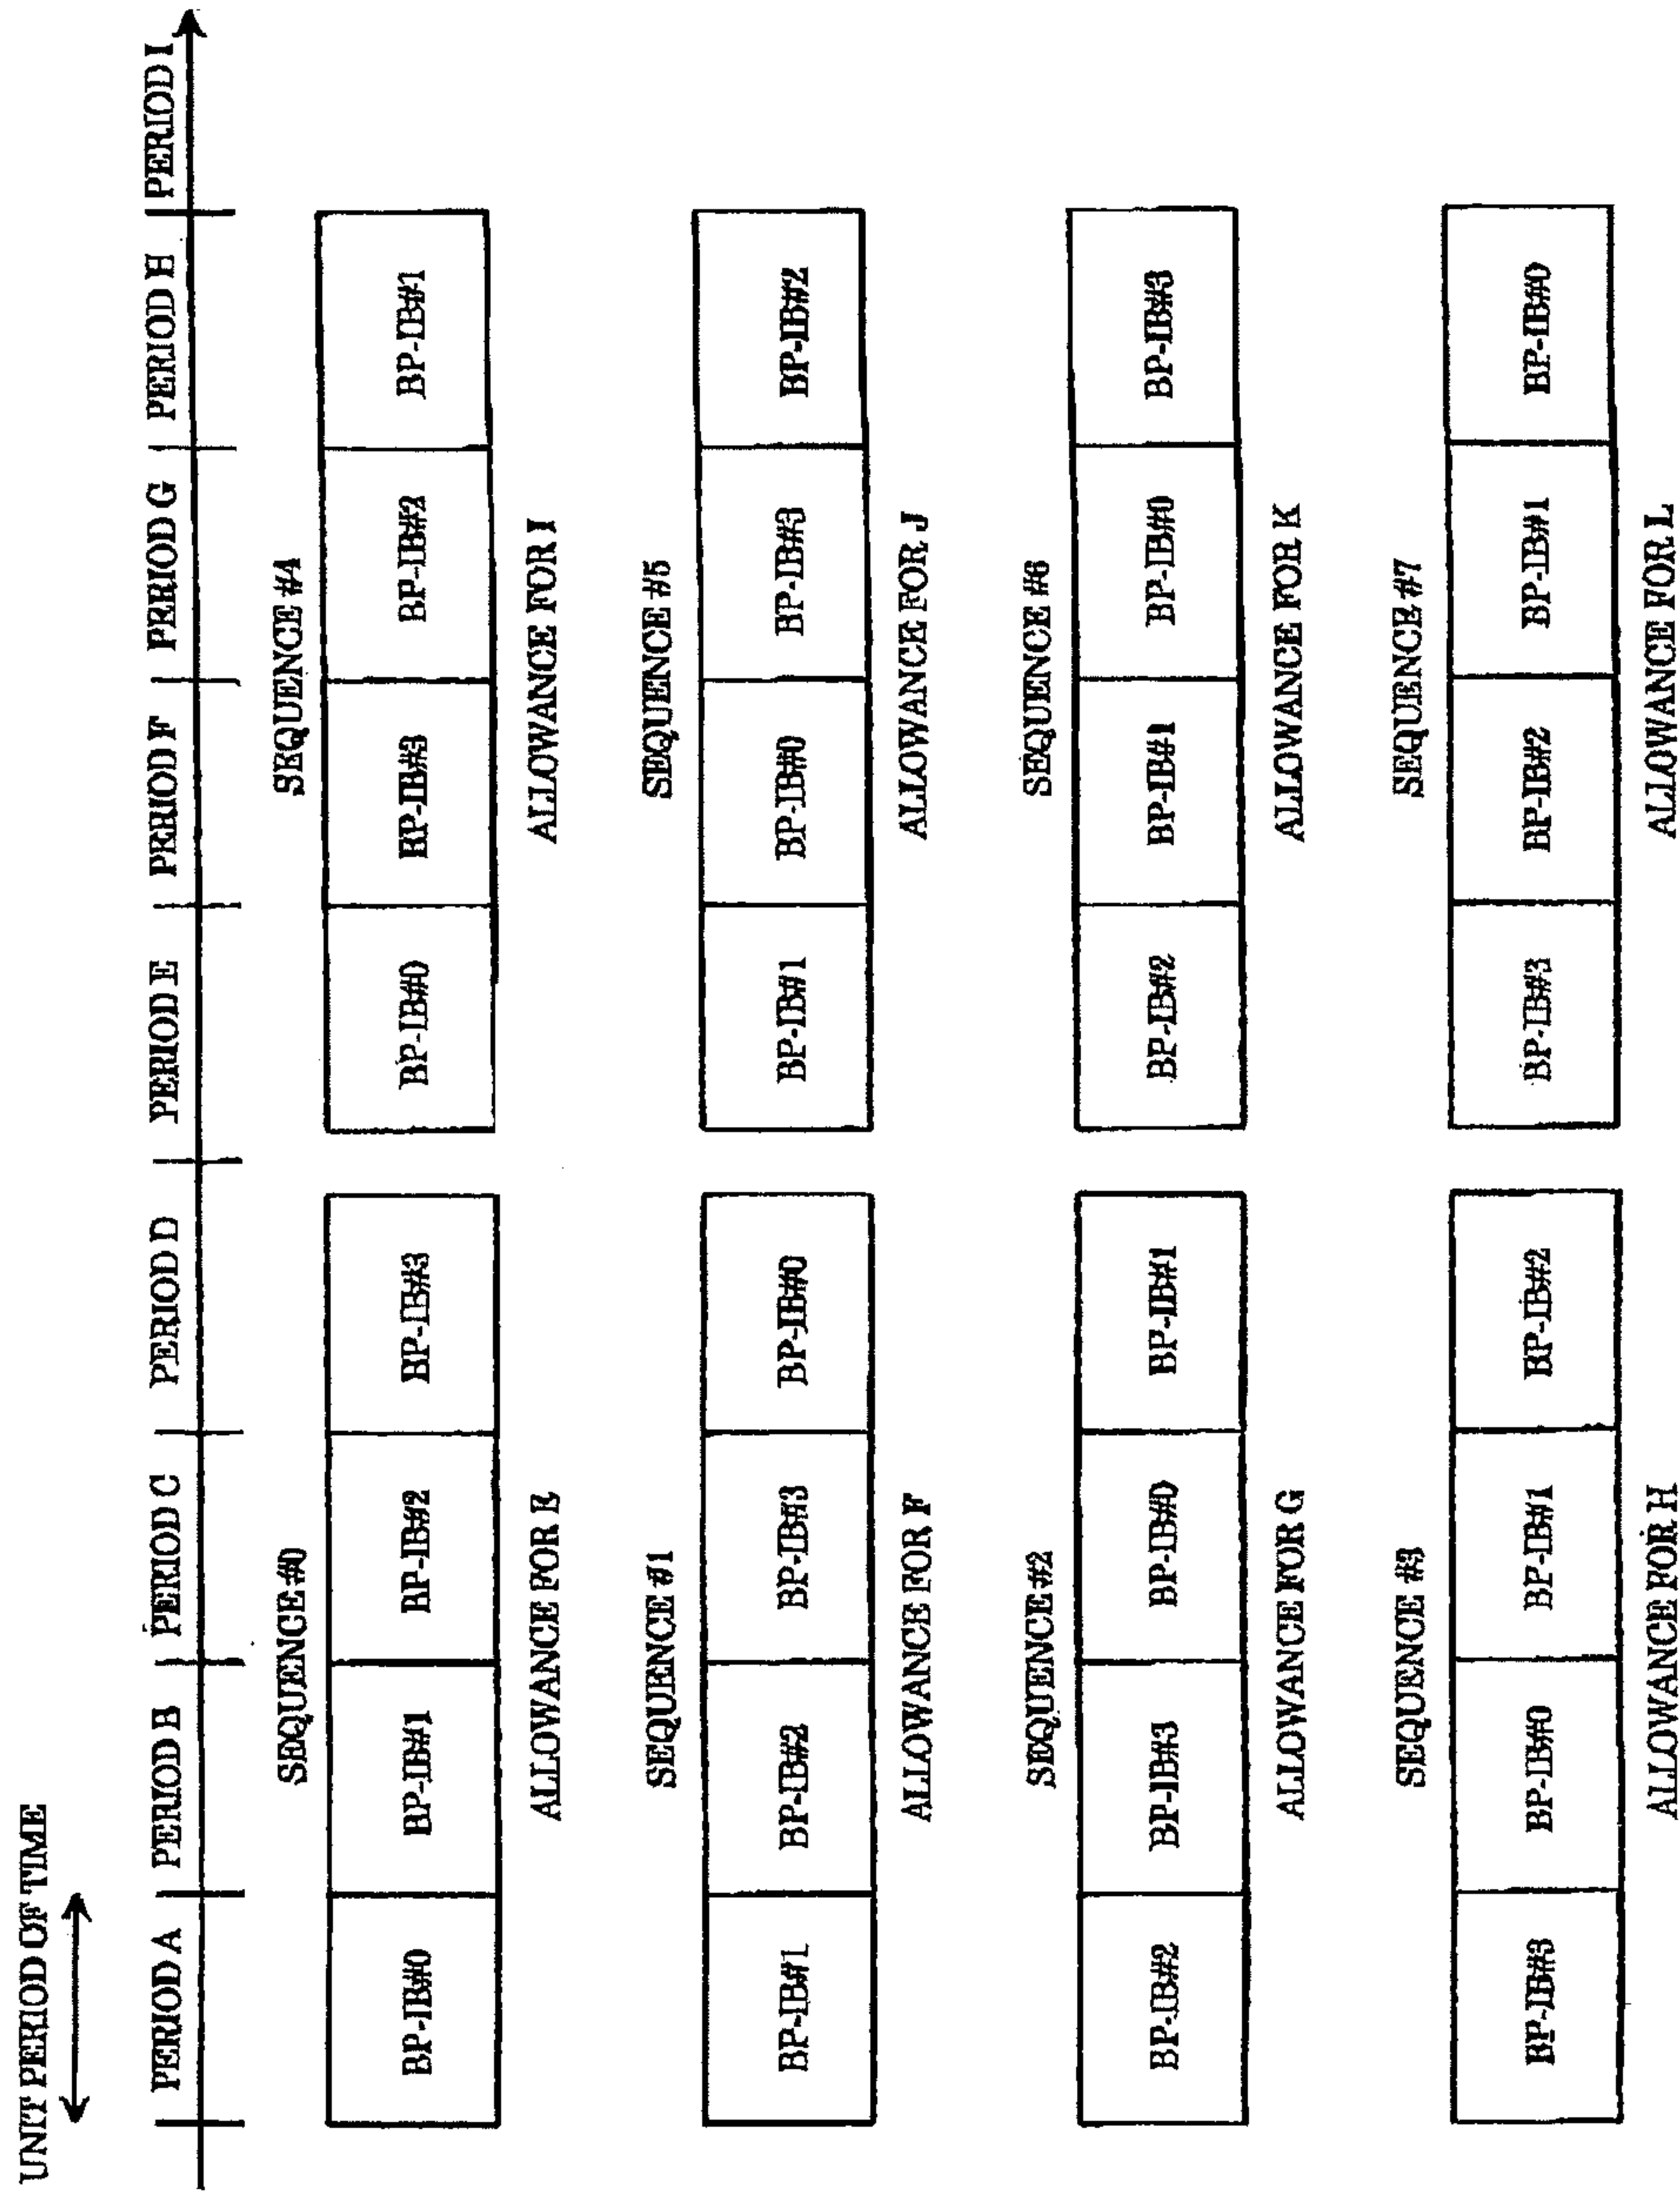 UNIT PERIOD OF TIME
PERIOD A PERIOD B PERIOD C PERIOD D PERIOD E PERIOD F PERIOD G PERIOD H PERIOD I
SEQUENCE #0 SEQUENCE #4
BP-IB#0 BP-IB#1 BP-IB#2 BP-IB#3 BP-IB#0 BP-IB#3 BP-IB#2 BP-IB#1
ALLOWANCE FOR E ALLOWANCE FOR I
SEQUENCE #1 SEQUENCE #5
BP-IB#1 BP-IB#2 BP-IB#3 BP-IB#0 BP-IB#1 BP-IB#0 BP-IB#3 BP-IB#2
ALLOWANCE FOR F ALLOWANCE FOR J
SEQUENCE #2 SEQUENCE #6
BP-IB#2 BP-IB#3 BP-IB#0 BP-IB#1 BP-IB#2 BP-IB#1 BP-IB#0 BP-IB#3
ALLOWANCE FOR G ALLOWANCE FOR K
SEQUENCE #3 SEQUENCE #7
BP-IB#3 BP-IB#0 BP-IB#1 BP-IB#2 BP-IB#3 BP-IB#2 BP-IB#1 BP-IB#0
ALLOWANCE FOR H ALLOWANCE FOR L